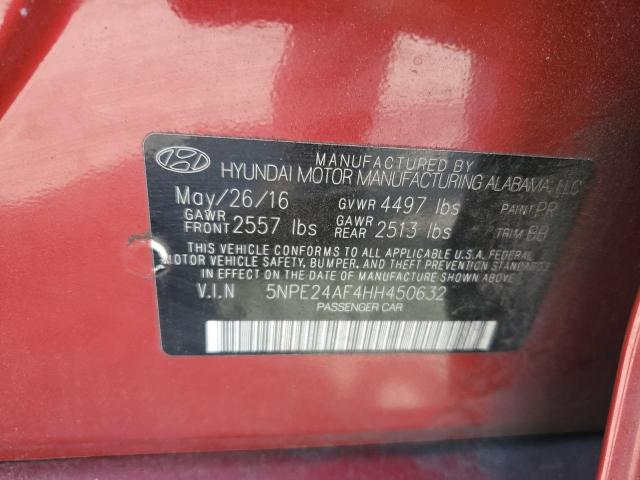 MANUFACTURED BY
HYUNDAI MOTOR MANUFACTURING ALABAMA, LLC
May/26/16 GVWR 4497 lbs PAINT PR
GAWR FRONT 2557 lbs GAWR REAR 2513 lbs TRIM BB
THIS VEHICLE CONFORMS TO ALL APPLICABLE U.S.A. FEDERAL
MOTOR VEHICLE SAFETY, BUMPER, AND THEFT PREVENTION STANDARDS
IN EFFECT ON THE DATE OF MANUFACTURE SHOWN ABOVE
V.I.N 5NPE24AF4HH450632
PASSENGER CAR